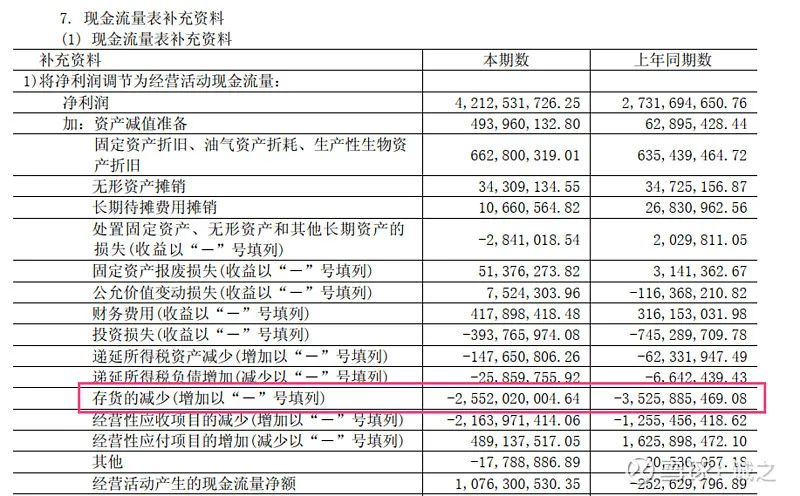 7. 现金流量表补充资料
(1) 现金流量表补充资料
补充资料 本期数 上年同期数
1)将净利润调节为经营活动现金流量:
净利润 4,212,531,726.25 2,731,694,650.76
加: 资产减值准备 493,960,132.80 62,895,428.44
固定资产折旧、油气资产折耗、生产性生物资
产折旧 662,800,319.01 635,439,464.72
无形资产摊销 34,309,134.55 34,725,156.87
长期待摊费用摊销 10,660,564.82 26,830,962.56
处置固定资产、无形资产和其他长期资产的
损失(收益以“－”号填列) -2,841,018.54 2,029,811.05
固定资产报废损失(收益以“－”号填列) 51,376,273.82 3,141,362.67
公允价值变动损失(收益以“－”号填列) 7,524,303.96 -116,368,210.82
财务费用(收益以“－”号填列) 417,898,418.48 316,153,031.98
投资损失(收益以“－”号填列) -393,765,974.08 -745,289,709.78
递延所得税资产减少(增加以“－”号填列) -147,650,806.26 -62,331,947.49
递延所得税负债增加(减少以“－”号填列) -25,859,755.92 -6,642,439.43
存货的减少(增加以“－”号填列) -2,552,020,004.64 -3,525,885,469.08
经营性应收项目的减少(增加以“－”号填列) -2,163,971,414.06 -1,255,456,418.62
经营性应付项目的增加(减少以“－”号填列) 489,137,517.05 1,625,898,472.10
其他 -17,788,886.89
经营活动产生的现金流量净额 1,076,300,530.35 -252,629,796.89